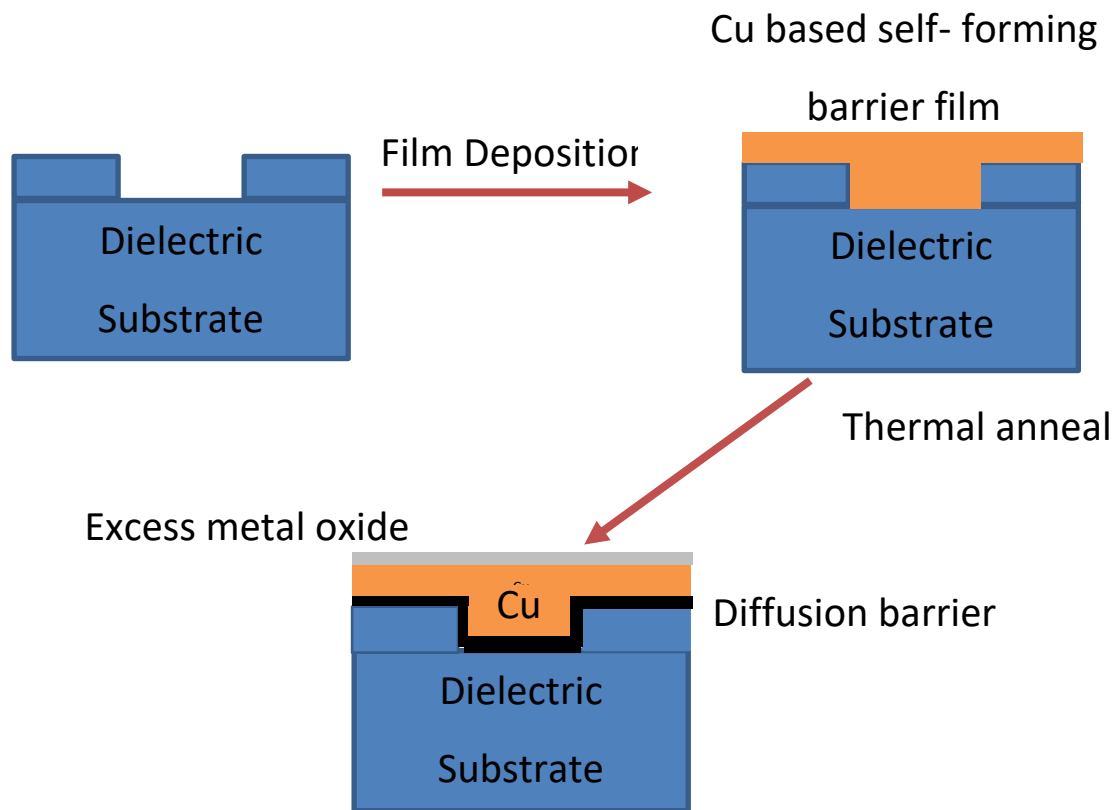 Cu based self- forming
barrier film
Film Deposition
Dielectric
Substrate
Dielectric
Substrate
Thermal anneal
Excess metal oxide
Cu
Diffusion barrier
Dielectric
Substrate